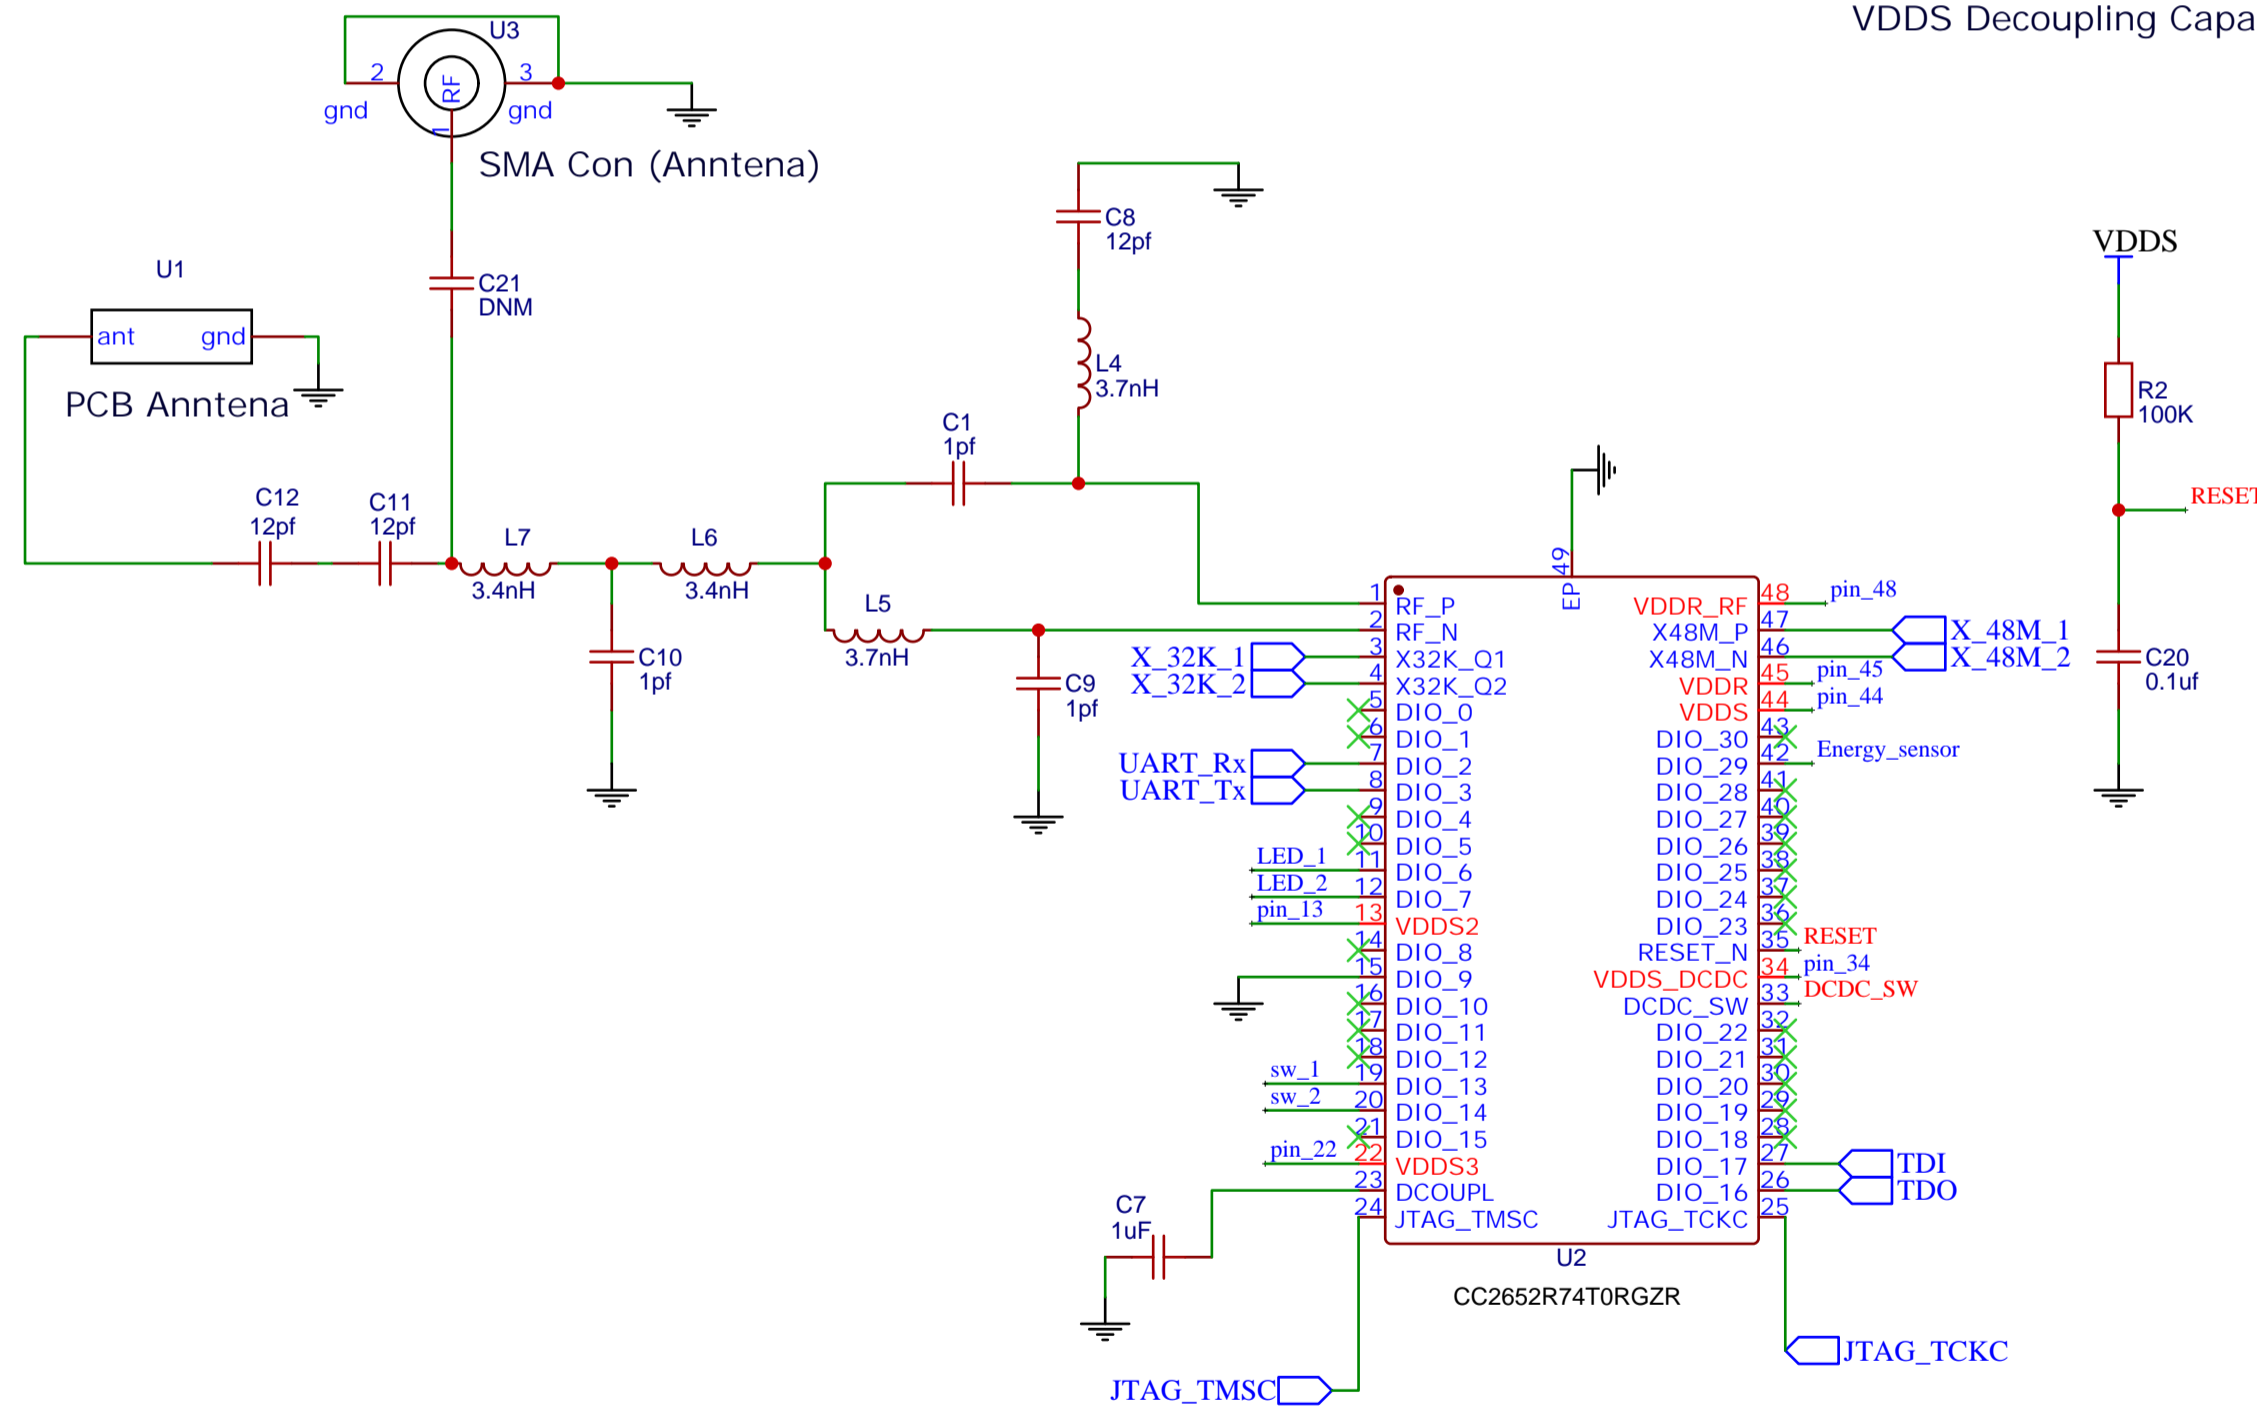 VDDS Decoupling Capa
U3
2
RF
3
gnd
1
gnd
SMA Con (Anntena)
C8
12pf
VDDS
U1
C21
DNM
ant
gnd
PCB Anntena
L4
3.7nH
R2
100K
C1
1pf
C12
12pf
C11
12pf
L7
3.4nH
L6
3.4nH
RESET
L5
3.7nH
C10
1pf
C9
1pf
C20
0.1uf
EP 49
1 RF_P
2 RF_N
X_32K_1 3 X32K_Q1
X_32K_2 4 X32K_Q2
5 DIO_0
6 DIO_1
UART_Rx 7 DIO_2
UART_Tx 8 DIO_3
9 DIO_4
10 DIO_5
LED_1 11 DIO_6
LED_2 12 DIO_7
pin_13 13 VDDS2
14 DIO_8
15 DIO_9
16 DIO_10
17 DIO_11
18 DIO_12
sw_1 19 DIO_13
sw_2 20 DIO_14
21 DIO_15
pin_22 22 VDDS3
23 DCOUPL
24 JTAG_TMSC
VDDR_RF 48 pin_48
X48M_P 47 X_48M_1
X48M_N 46 X_48M_2
VDDR 45 pin_45
VDDS 44 pin_44
DIO_30 43
DIO_29 42 Energy_sensor
DIO_28 41
DIO_27 40
DIO_26 39
DIO_25 38
DIO_24 37
DIO_23 36
RESET_N 35 RESET
VDDS_DCDC 34 pin_34
DCDC_SW 33 DCDC_SW
DIO_22 32
DIO_21 31
DIO_20 30
DIO_19 29
DIO_18 28
DIO_17 27 TDI
DIO_16 26 TDO
JTAG_TCKC 25
C7
1uF
U2
CC2652R74T0RGZR
JTAG_TCKC
JTAG_TMSC